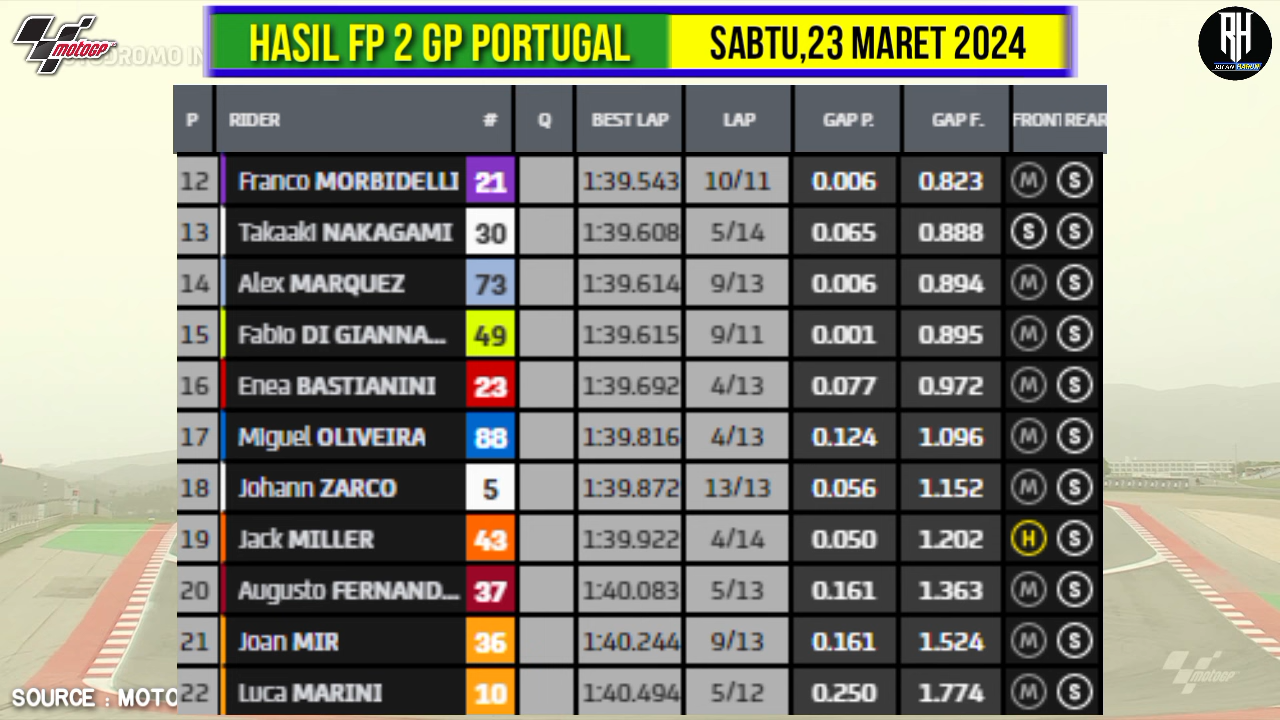 MotoGP
HASIL FP 2 GP PORTUGAL SABTU,23 MARET 2024
RH
P RIDER # Q BEST LAP LAP GAP P. GAP F. FRONT REAR
12 Franco MORBIDELLI 21 1:39.543 10/11 0.006 0.823 M S
13 Takaaki NAKAGAMI 30 1:39.608 5/14 0.065 0.888 S S
14 Alex MARQUEZ 73 1:39.614 9/13 0.006 0.894 M S
15 Fabio DI GIANNA... 49 1:39.615 9/11 0.001 0.895 M S
16 Enea BASTIANINI 23 1:39.692 4/13 0.077 0.972 M S
17 Miguel OLIVEIRA 88 1:39.816 4/13 0.124 1.096 M S
18 Johann ZARCO 5 1:39.872 13/13 0.056 1.152 M S
19 Jack MILLER 43 1:39.922 4/14 0.050 1.202 H S
20 Augusto FERNAND... 37 1:40.083 5/13 0.161 1.363 M S
21 Joan MIR 36 1:40.244 9/13 0.161 1.524 M S
22 Luca MARINI 10 1:40.494 5/12 0.250 1.774 M S
MotoGP
SOURCE : MOTO